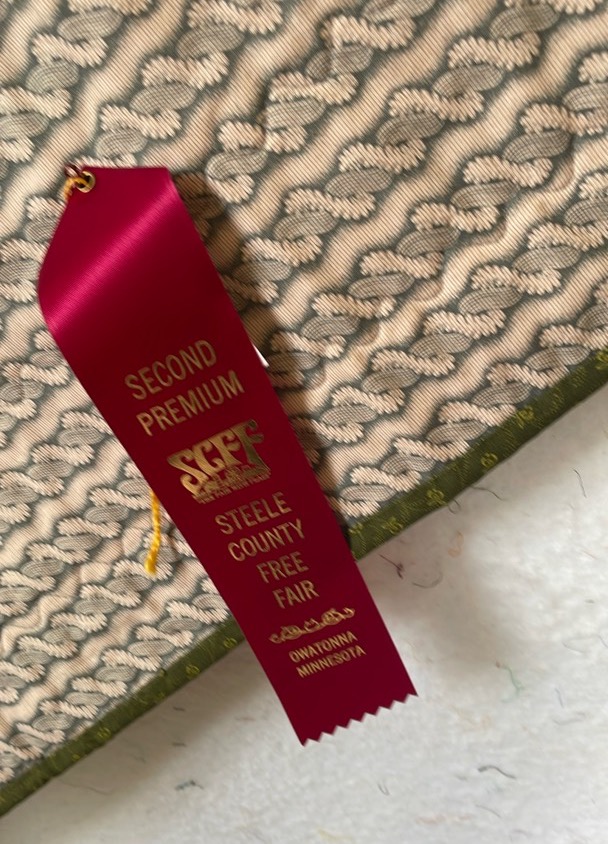 SECOND
PREMIUM
SCFF
STEELE
COUNTY
FREE
FAIR
OWATONNA
MINNESOTA